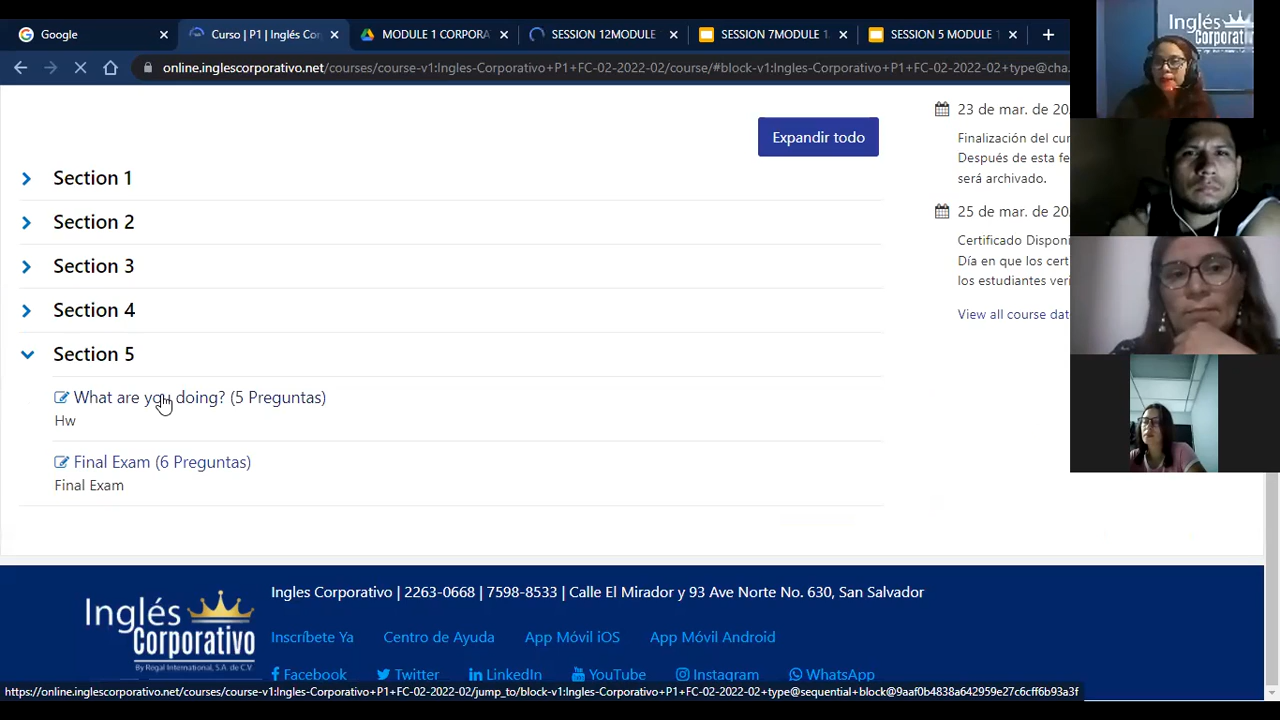 Google
Curso | P1 | Inglés Cor
MODULE 1 CORPORA
SESSION 12MODULE
SESSION 7MODULE 1
SESSION 5 MODULE 1
online.inglescorporativo.net/courses/course-v1:Ingles-Corporativo+P1+FC-02-2022-02/course/#block-v1:Ingles-Corporativo+P1+FC-02-2022-02+type@cha...
Inglés
Corporativo
Expandir todo
Section 1
Section 2
Section 3
Section 4
Section 5
What are you doing? (5 Preguntas)
Hw
Final Exam (6 Preguntas)
Final Exam
23 de mar. de 20
Finalización del cur
Después de esta fe
será archivado.
25 de mar. de 20
Certificado Disponi
Día en que los cert
los estudiantes veri
View all course dat
Inglés
Corporativo
By Rogal International, S.A. de C.V.
Ingles Corporativo | 2263-0668 | 7598-8533 | Calle El Mirador y 93 Ave Norte No. 630, San Salvador
Inscríbete Ya
Centro de Ayuda
App Móvil iOS
App Móvil Android
Facebook
Twitter
LinkedIn
YouTube
Instagram
WhatsApp
https://online.inglescorporativo.net/courses/course-v1:Ingles-Corporativo+P1+FC-02-2022-02/jump_to/block-v1:Ingles-Corporativo+P1+FC-02-2022-02+type@sequential+block@9aaf0b4838a642959c27c6cff6b93a3f